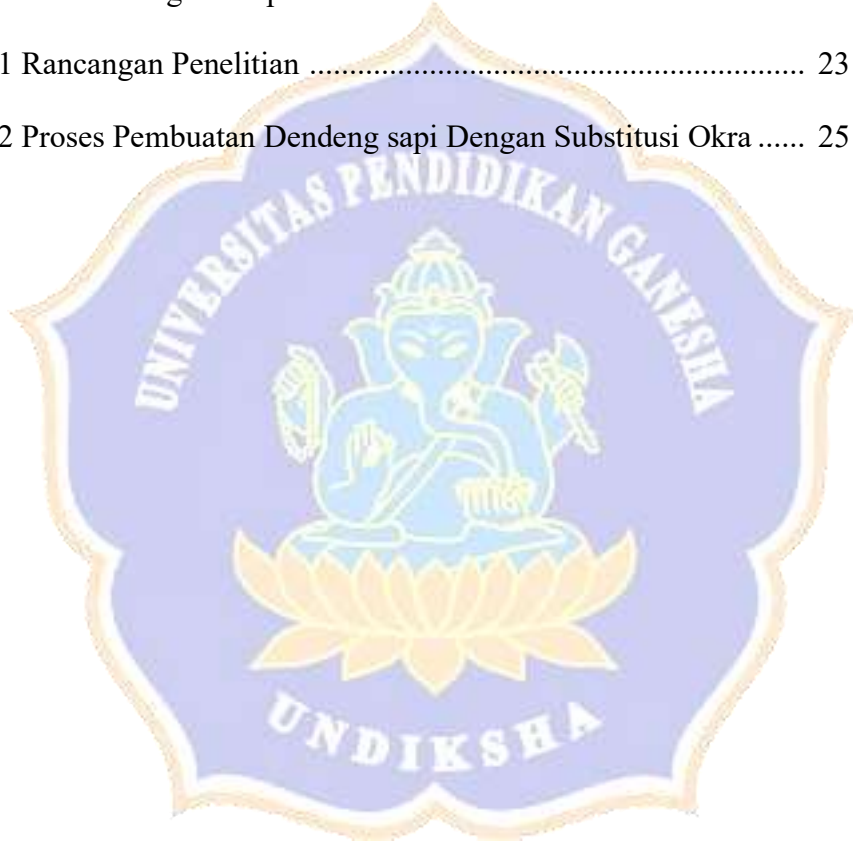 1 Rancangan Penelitian ............................................................. 23
2 Proses Pembuatan Dendeng sapi Dengan Substitusi Okra ...... 25
UNIVERSITAS PENDIDIKAN GANESHA
UNDIKSHA